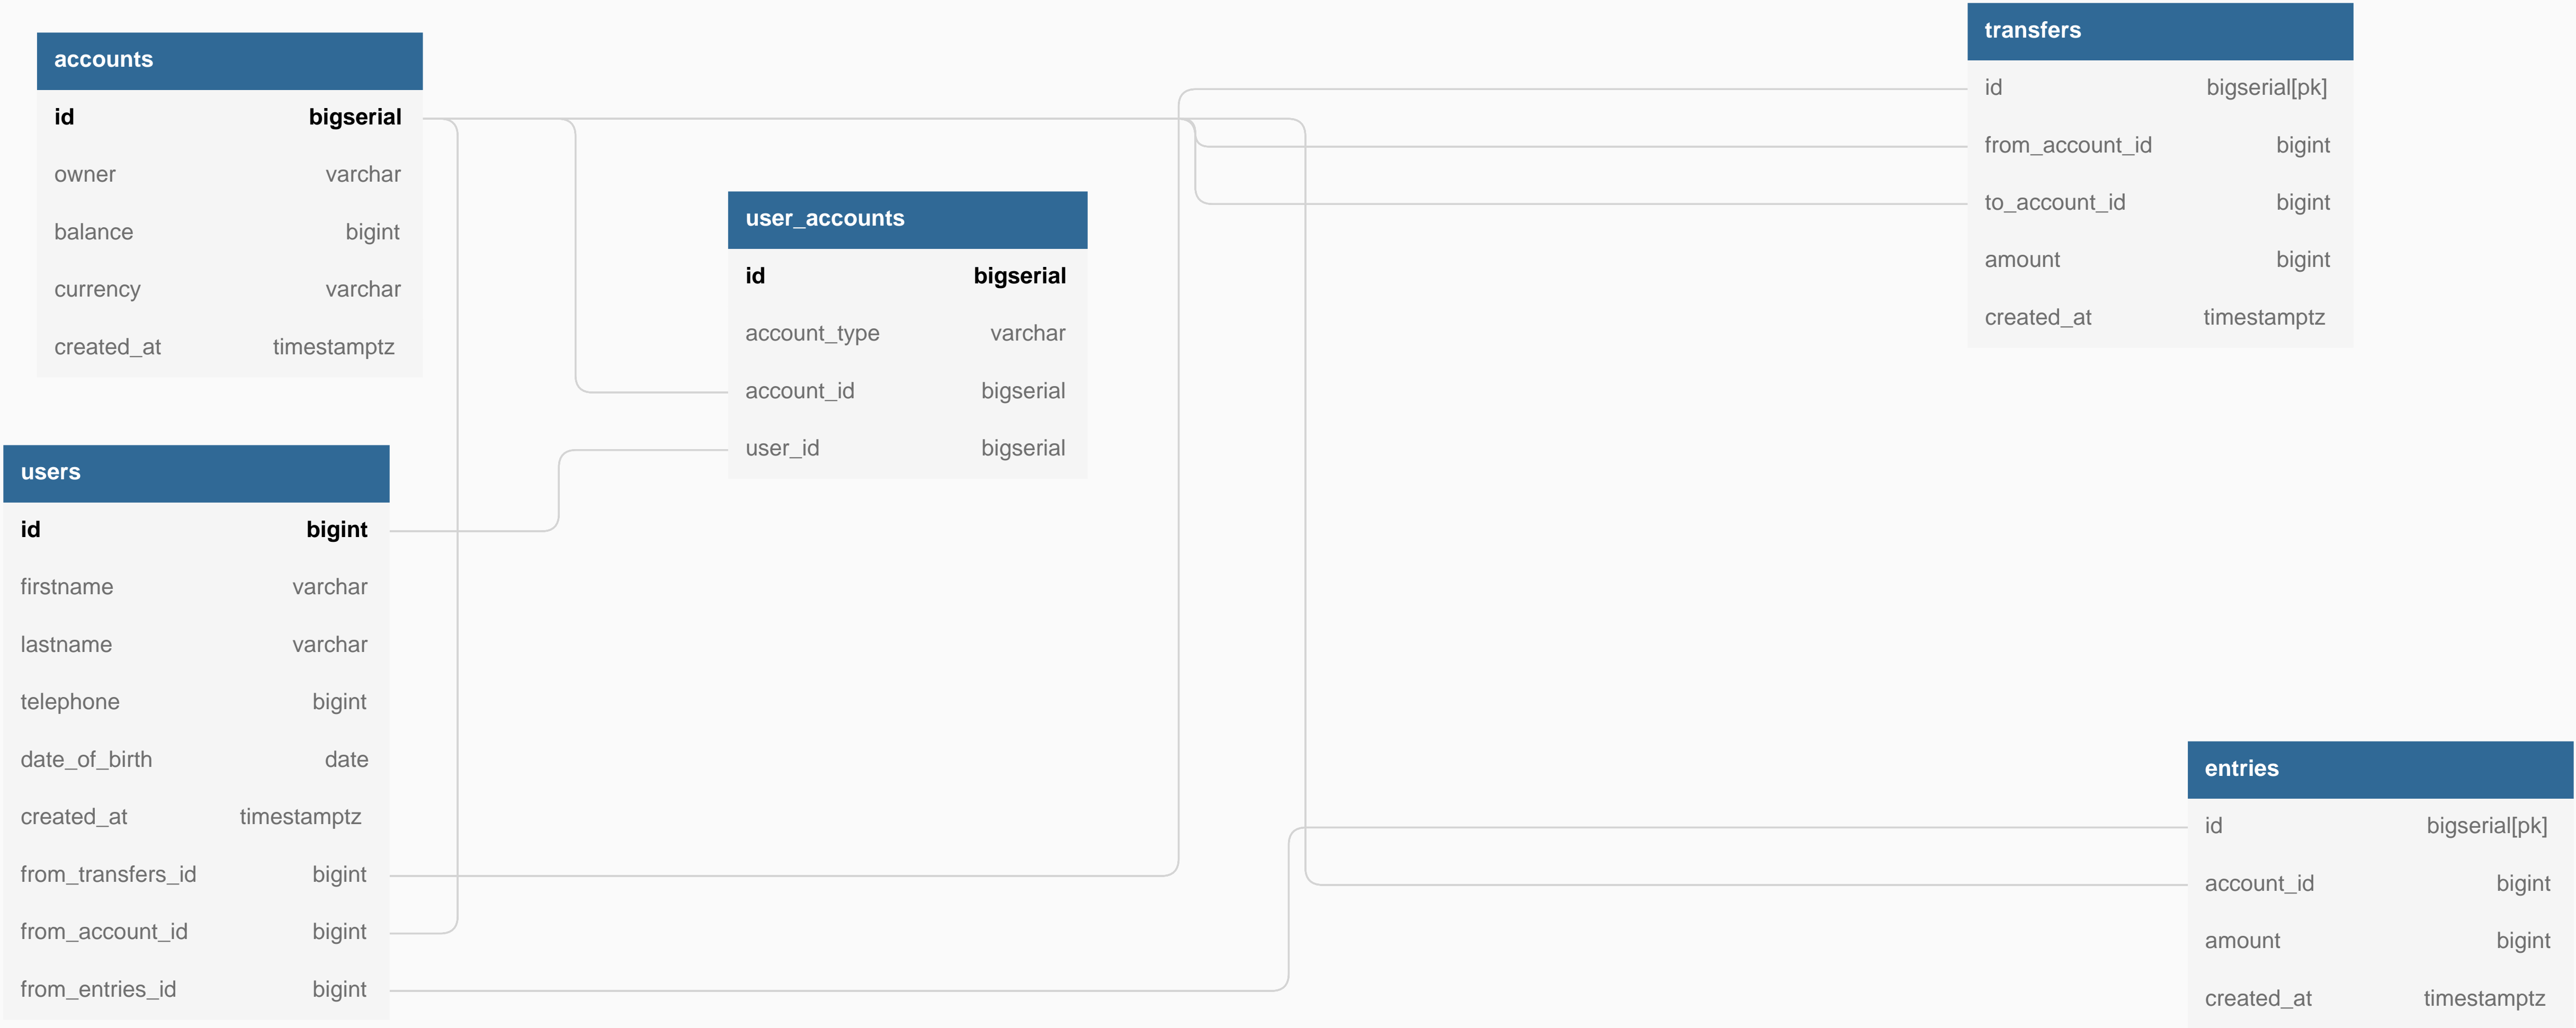 accounts
id bigserial
owner varchar
balance bigint
currency varchar
created_at timestamptz
users
id bigint
firstname varchar
lastname varchar
telephone bigint
date_of_birth date
created_at timestamptz
from_transfers_id bigint
from_account_id bigint
from_entries_id bigint
user_accounts
id bigserial
account_type varchar
account_id bigserial
user_id bigserial
transfers
id bigserial[pk]
from_account_id bigint
to_account_id bigint
amount bigint
created_at timestamptz
entries
id bigserial[pk]
account_id bigint
amount bigint
created_at timestamptz